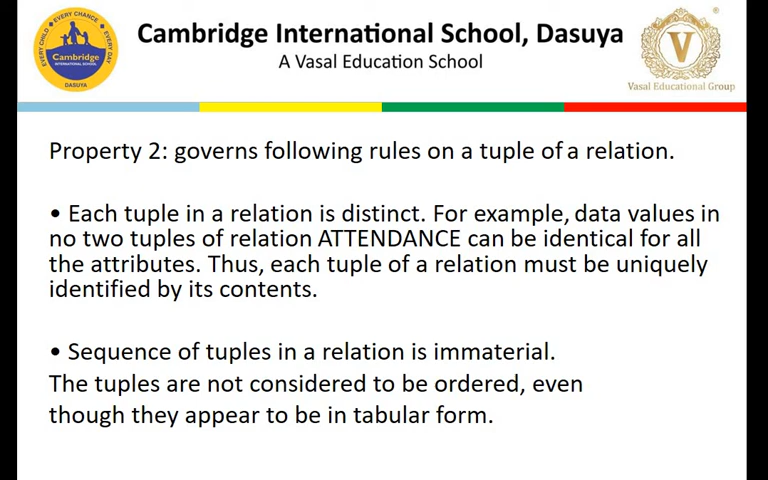 EVERY CHILD ★ EVERY CHANCE ★ EVERY DAY
Cambridge
INTERNATIONAL SCHOOL
DASUYA
Cambridge International School, Dasuya
A Vasal Education School
®
V
Vasal Educational Group
Property 2: governs following rules on a tuple of a relation.
• Each tuple in a relation is distinct. For example, data values in
no two tuples of relation ATTENDANCE can be identical for all
the attributes. Thus, each tuple of a relation must be uniquely
identified by its contents.
• Sequence of tuples in a relation is immaterial.
The tuples are not considered to be ordered, even
though they appear to be in tabular form.